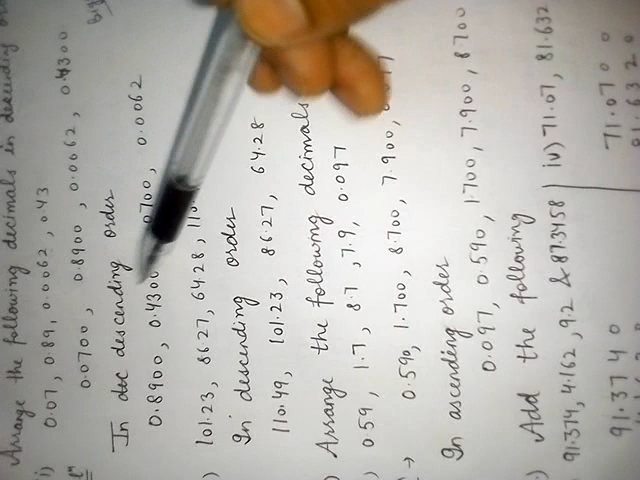 Arrange the following decimals in descending
i) 0.07, 0.89, 0.0062, 0.43
0.0700, 0.8900, 0.0062, 0.4300
In dec descending order
0.8900, 0.4300 0700, 0.0062
) 101.23, 86.27, 64.28, 110
In descending order
110.49, 101.23, 86.27, 64.28
) Arrange the following decimals
) 0.59, 1.7, 8.7, 7.9, 0.097
→ 0.590, 1.700, 8.700, 7.900,
In ascending order
0.097, 0.590, 1.700, 7.900, 8.700
.) Add the following
91.374, 4.162, 9.2 & 87.3458 | iv) 71.07, 81.632
91.3740 71.0700
81.6320